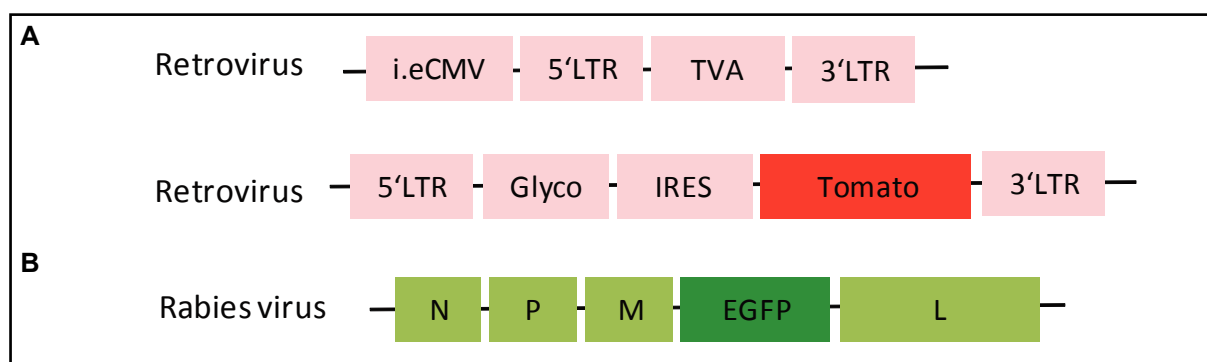 A
Retrovirus i.eCMV 5‘LTR TVA 3‘LTR
Retrovirus 5‘LTR Glyco IRES Tomato 3‘LTR
B
Rabies virus N P M EGFP L